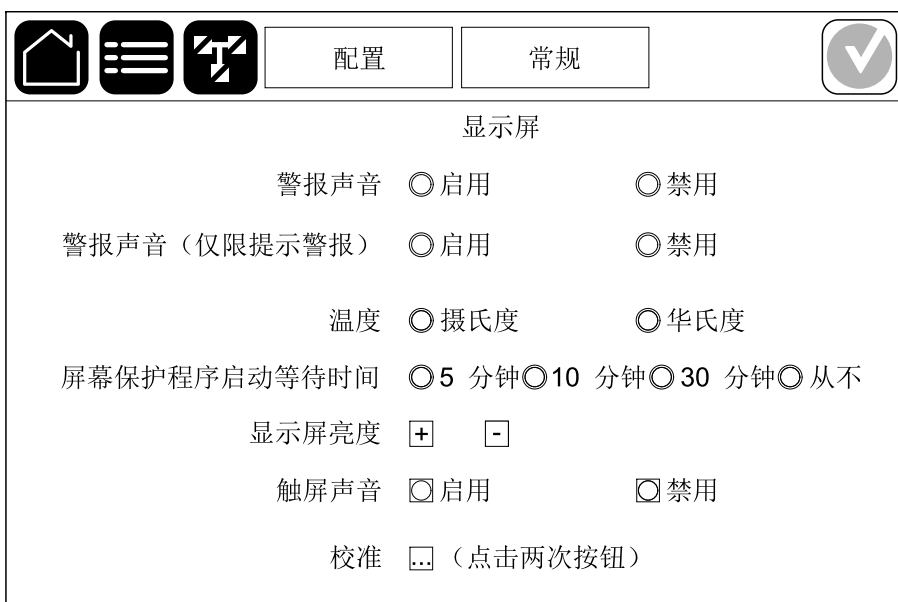 配置 常规
显示屏
警报声音 启用 禁用
警报声音（仅限提示警报） 启用 禁用
温度 摄氏度 华氏度
屏幕保护程序启动等待时间 5 分钟 10 分钟 30 分钟 从不
显示屏亮度 + -
触屏声音 启用 禁用
校准 ... （点击两次按钮）